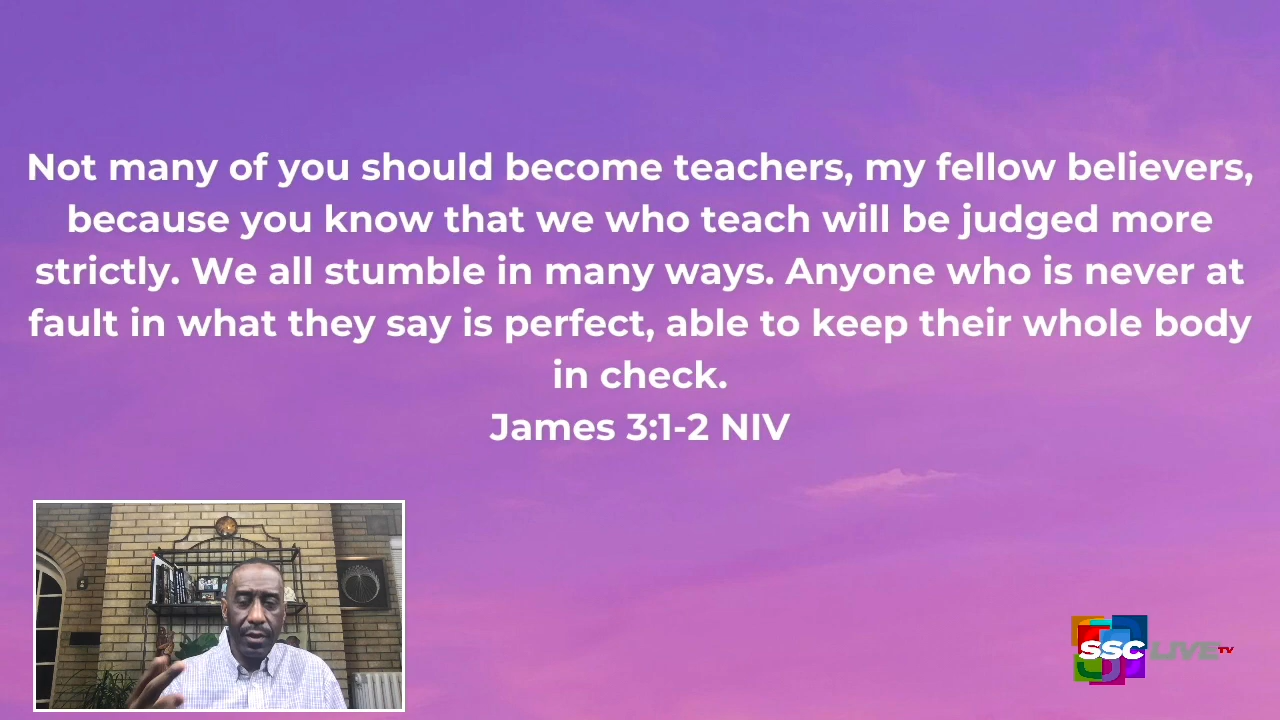 Not many of you should become teachers, my fellow believers,
because you know that we who teach will be judged more
strictly. We all stumble in many ways. Anyone who is never at
fault in what they say is perfect, able to keep their whole body
in check.
James 3:1-2 NIV
SSC LIVE TV